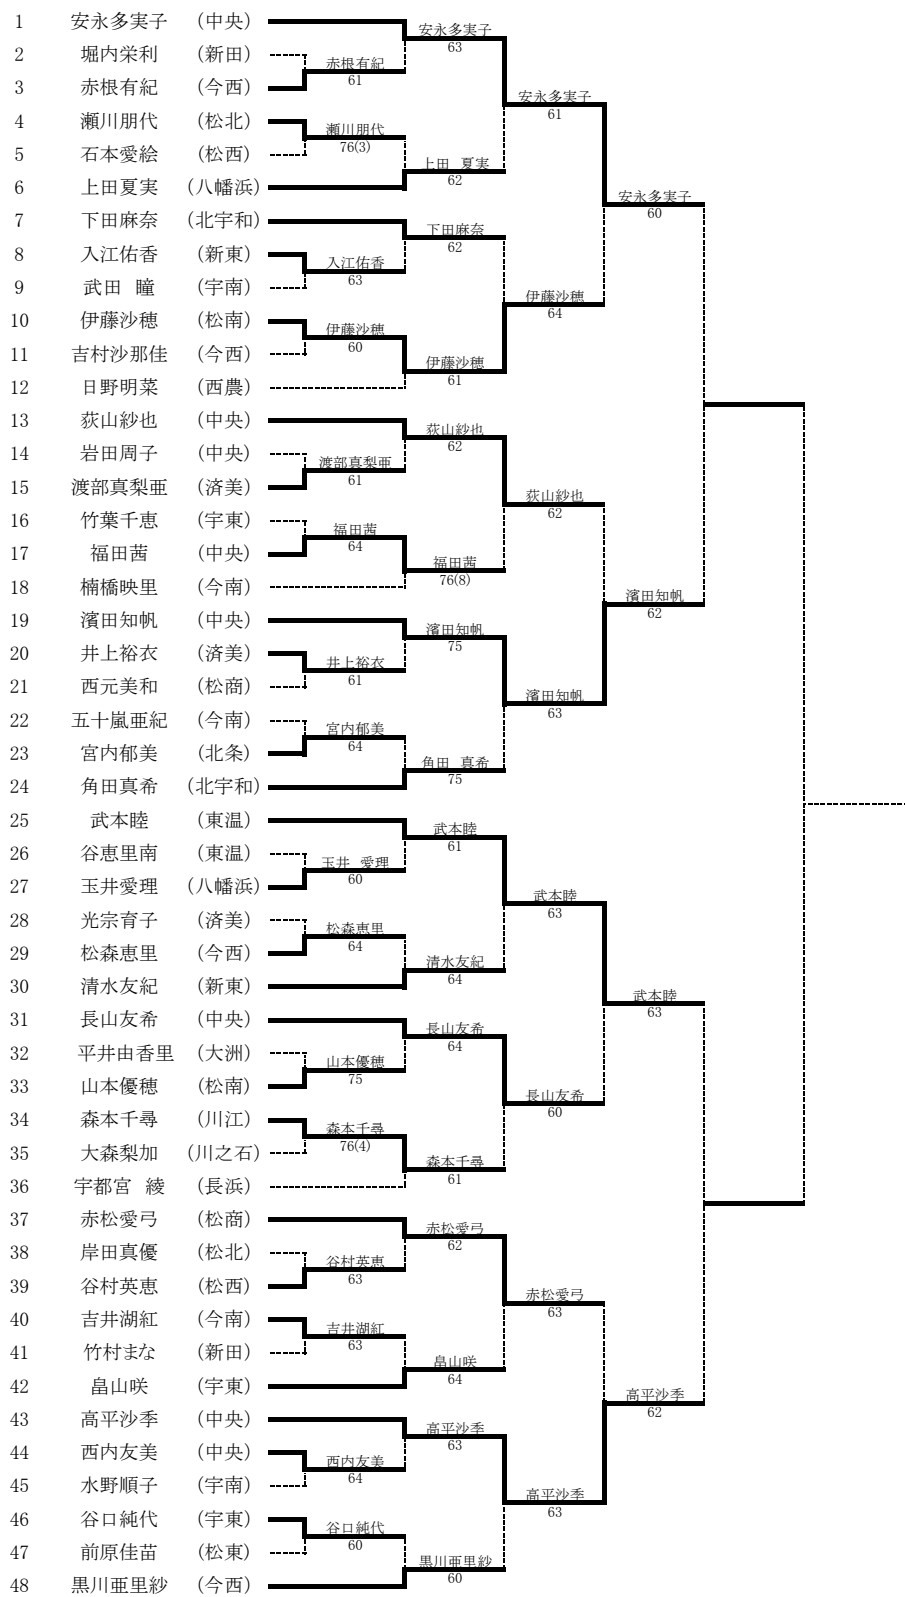 1 安永多実子 （中央）
安永多実子
63
2 堀内栄利 （新田）
赤根有紀
61
3 赤根有紀 （今西）
安永多実子
61
4 瀬川朋代 （松北）
瀬川朋代
76(3)
5 石本愛絵 （松西）
上田 夏実
62
6 上田夏実 （八幡浜）
安永多実子
60
7 下田麻奈 （北宇和）
下田麻奈
62
8 入江佑香 （新東）
入江佑香
63
9 武田 瞳 （宇南）
伊藤沙穂
64
10 伊藤沙穂 （松南）
伊藤沙穂
60
11 吉村沙那佳 （今西）
伊藤沙穂
61
12 日野明菜 （西農）
13 荻山紗也 （中央）
荻山紗也
62
14 岩田周子 （中央）
渡部真梨亜
61
15 渡部真梨亜 （済美）
荻山紗也
62
16 竹葉千恵 （宇東）
福田茜
64
17 福田茜 （中央）
福田茜
76(8)
18 楠橋映里 （今南）
濱田知帆
62
19 濱田知帆 （中央）
濱田知帆
75
20 井上裕衣 （済美）
井上裕衣
61
21 西元美和 （松商）
濱田知帆
63
22 五十嵐亜紀 （今南）
宮内郁美
64
23 宮内郁美 （北条）
角田 真希
75
24 角田真希 （北宇和）
25 武本睦 （東温）
武本睦
61
26 谷恵里南 （東温）
玉井 愛理
60
27 玉井愛理 （八幡浜）
武本睦
63
28 光宗育子 （済美）
松森恵里
64
29 松森恵里 （今西）
清水友紀
64
30 清水友紀 （新東）
武本睦
63
31 長山友希 （中央）
長山友希
64
32 平井由香里 （大洲）
山本優穂
75
33 山本優穂 （松南）
長山友希
60
34 森本千尋 （川江）
森本千尋
76(4)
35 大森梨加 （川之石）
森本千尋
61
36 宇都宮 綾 （長浜）
37 赤松愛弓 （松商）
赤松愛弓
62
38 岸田真優 （松北）
谷村英恵
63
39 谷村英恵 （松西）
赤松愛弓
63
40 吉井湖紅 （今南）
吉井湖紅
63
41 竹村まな （新田）
畠山咲
64
42 畠山咲 （宇東）
高平沙季
62
43 高平沙季 （中央）
高平沙季
63
44 西内友美 （中央）
西内友美
64
45 水野順子 （宇南）
高平沙季
63
46 谷口純代 （宇東）
谷口純代
60
47 前原佳苗 （松東）
黒川亜里紗
60
48 黒川亜里紗 （今西）